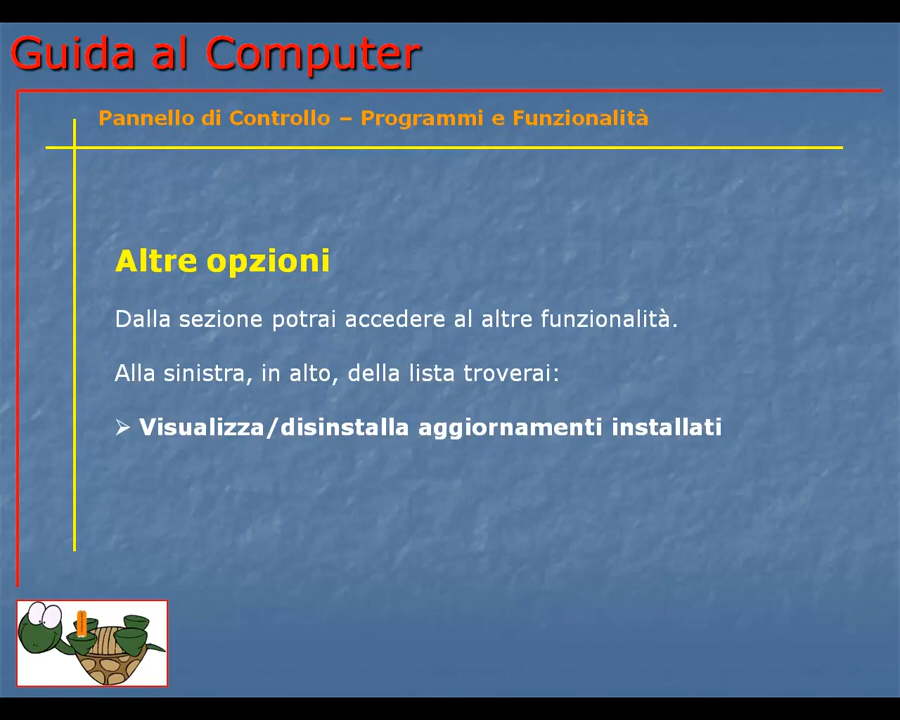 Guida al Computer
Pannello di Controllo – Programmi e Funzionalità
Altre opzioni
Dalla sezione potrai accedere al altre funzionalità.
Alla sinistra, in alto, della lista troverai:
➢ Visualizza/disinstalla aggiornamenti installati